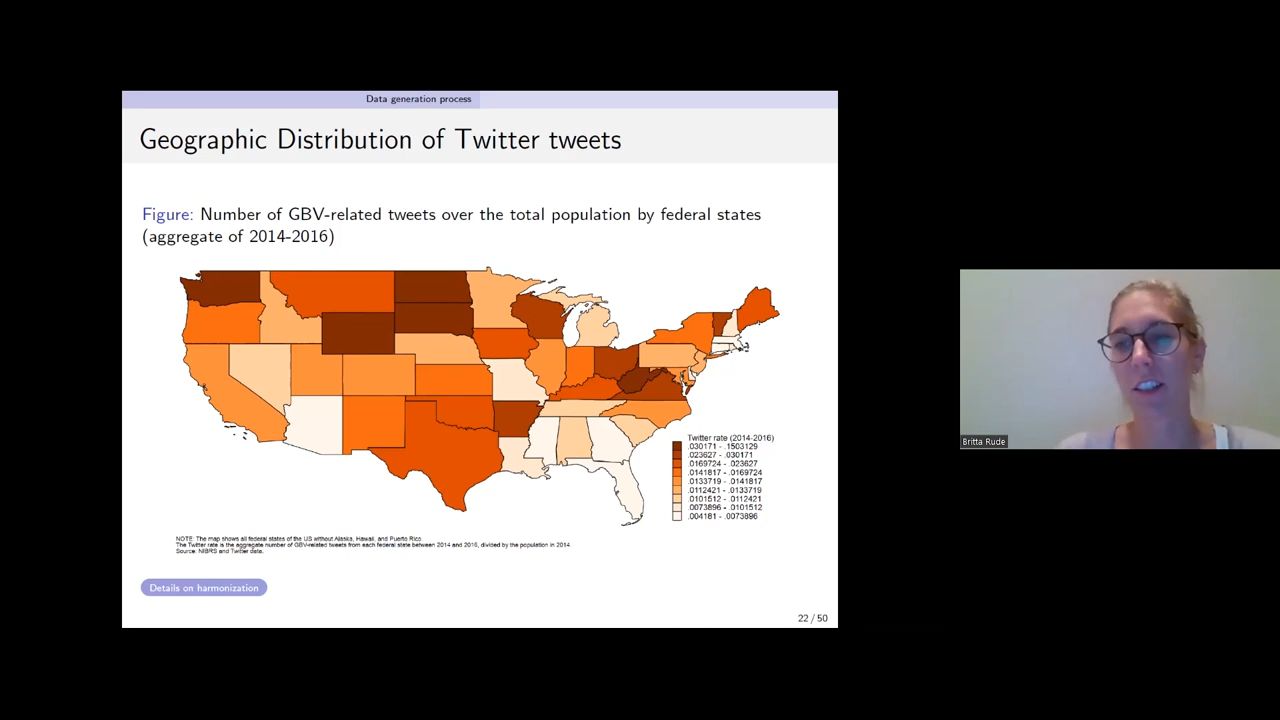 Data generation process
Geographic Distribution of Twitter tweets
Figure: Number of GBV-related tweets over the total population by federal states
(aggregate of 2014-2016)
Twitter rate (2014-2016)
.030171 - .1503129
.023627 - .030171
.0169724 - .023627
.0141817 - .0169724
.0133719 - .0141817
.0112421 - .0133719
.0101512 - .0112421
.0073896 - .0101512
.004181 - .0073896
NOTE: The map shows all federal states of the US without Alaska, Hawaii, and Puerto Rico
The Twitter rate is the aggregate number of GBV-related tweets from each federal state between 2014 and 2016, divided by the population in 2014
Source: NIBRS and Twitter data.
Details on harmonization
22 / 50
Britta Rude